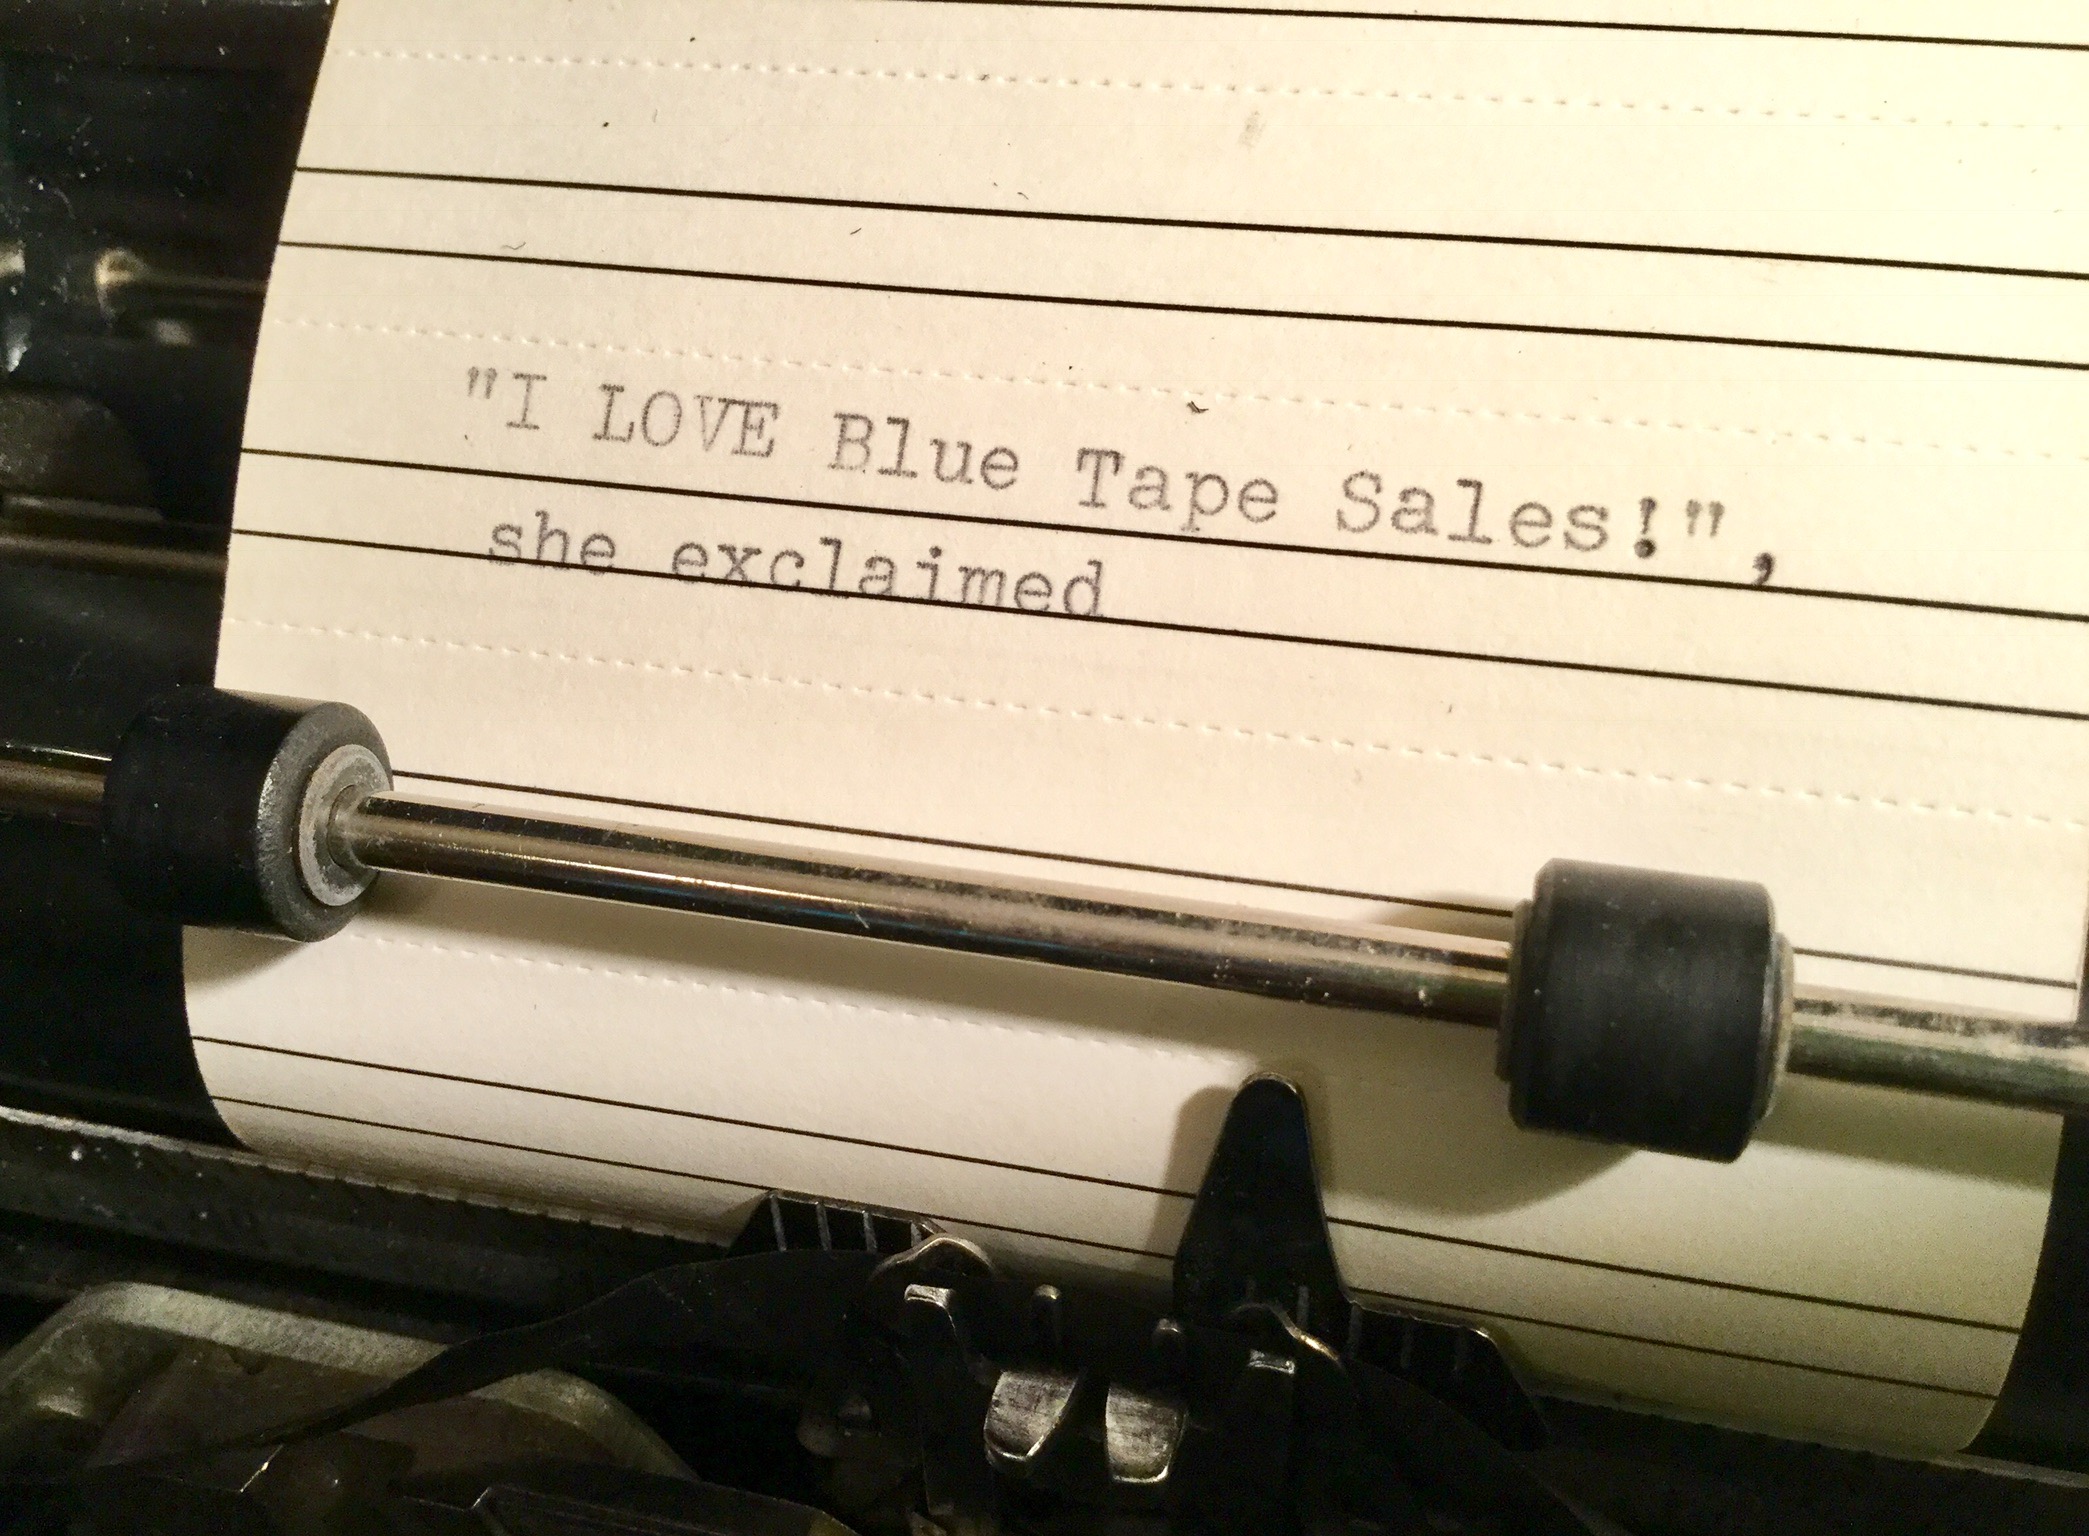 "I LOVE Blue Tape Sales!",
she exclaimed